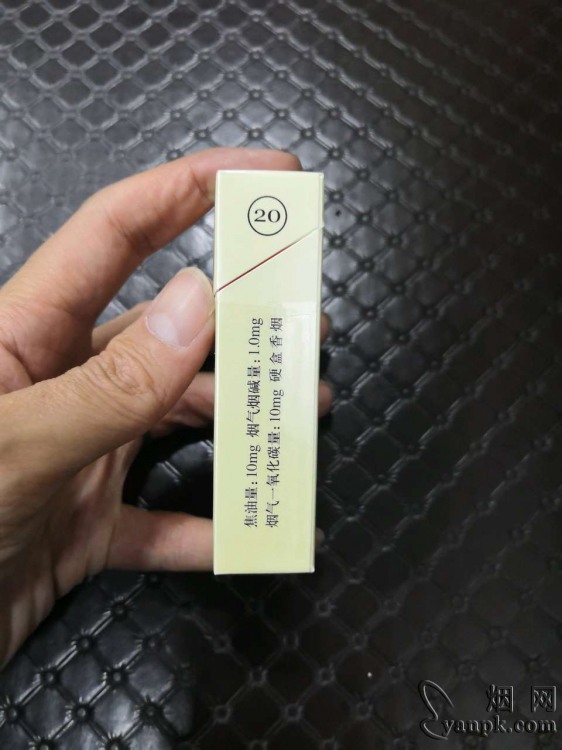 20
焦油量:10mg 烟气烟碱量:1.0mg
烟气一氧化碳量:10mg 硬盒香烟
烟网
yanpk.com